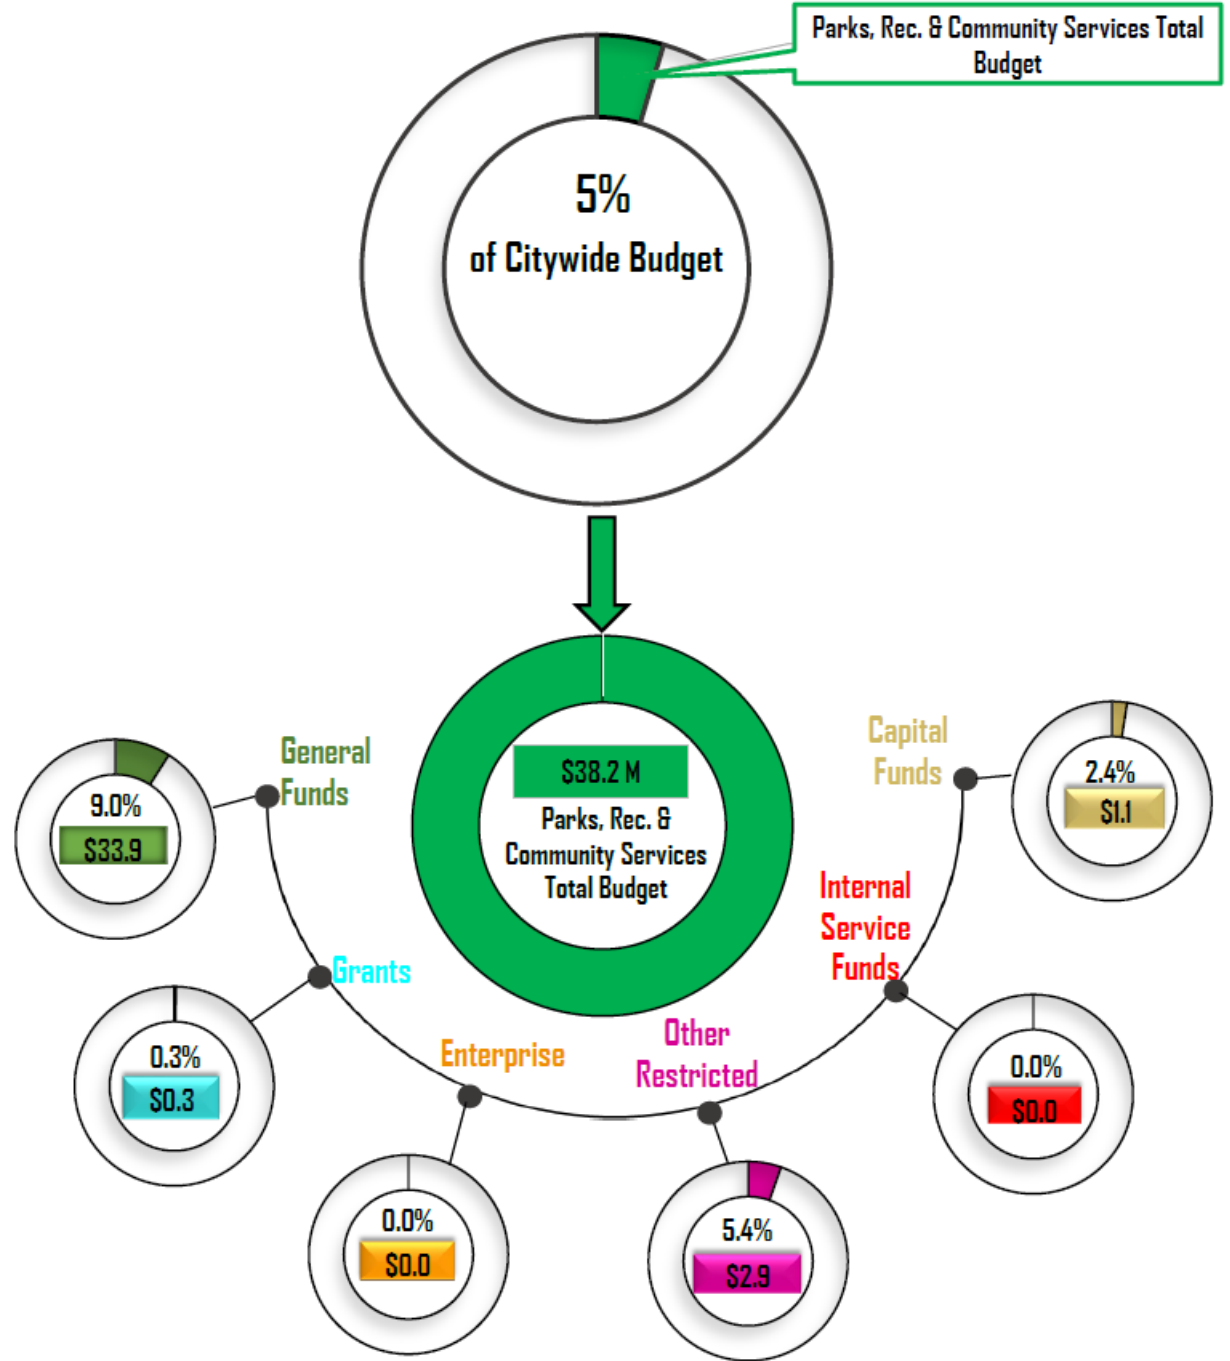 Parks, Rec. & Community Services Total
Budget
5%
of Citywide Budget
$38.2 M
Parks, Rec. &
Community Services
Total Budget
General
Funds
9.0%
$33.9
Grants
0.3%
$0.3
Enterprise
0.0%
$0.0
Other
Restricted
5.4%
$2.9
Internal
Service
Funds
0.0%
$0.0
Capital
Funds
2.4%
$1.1